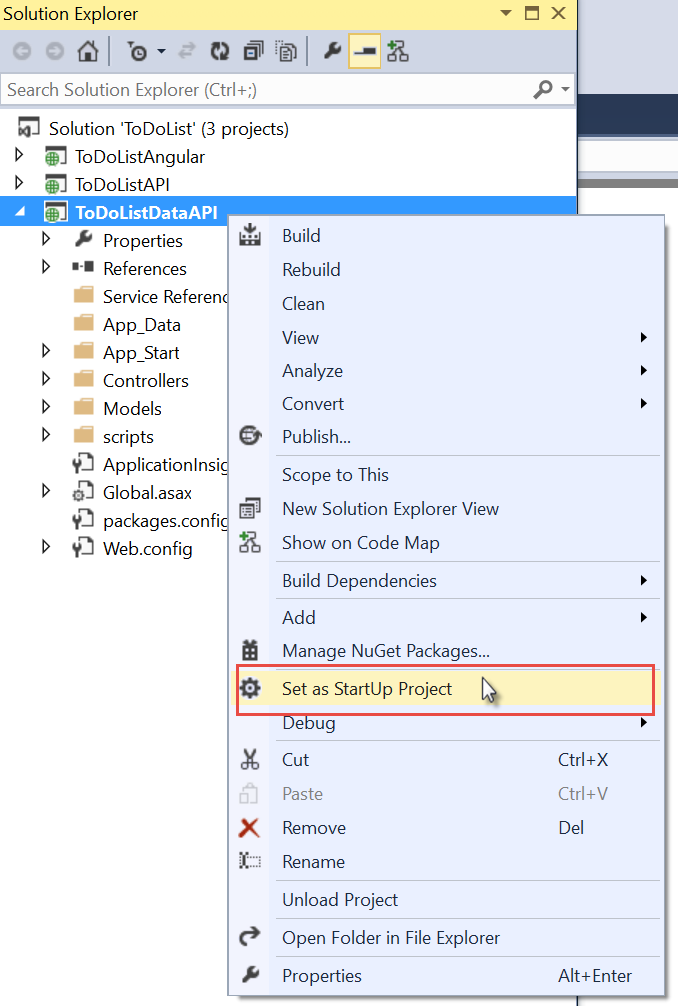 Solution Explorer
Search Solution Explorer (Ctrl+;)
Solution 'ToDoList' (3 projects)
ToDoListAngular
ToDoListAPI
ToDoListDataAPI
Properties
References
Service Referenc
App_Data
App_Start
Controllers
Models
scripts
ApplicationInsig
Global.asax
packages.config
Web.config
Build
Rebuild
Clean
View
Analyze
Convert
Publish...
Scope to This
New Solution Explorer View
Show on Code Map
Build Dependencies
Add
Manage NuGet Packages...
Set as StartUp Project
Debug
Cut Ctrl+X
Paste Ctrl+V
Remove Del
Rename
Unload Project
Open Folder in File Explorer
Properties Alt+Enter